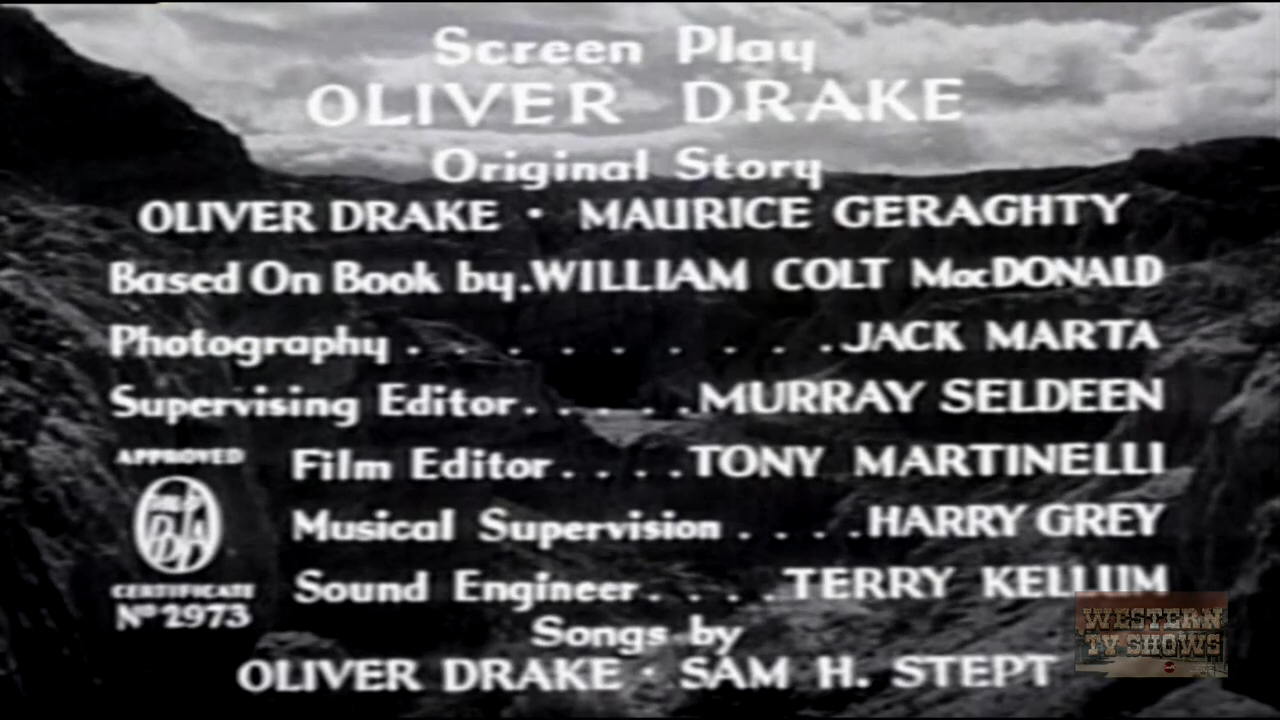 Screen Play
OLIVER DRAKE
Original Story
OLIVER DRAKE · MAURICE GERAGHTY
Based On Book by. WILLIAM COLT MacDONALD
Photography . . . . . . . . . JACK MARTA
Supervising Editor. . . . . MURRAY SELDEEN
Film Editor. . . . TONY MARTINELLI
Musical Supervision . . . . HARRY GREY
Sound Engineer. . . . TERRY KELLUM
Songs by
OLIVER DRAKE · SAM H. STEPT
APPROVED
CERTIFICATE
Nº 2973
WESTERN
TV SHOWS